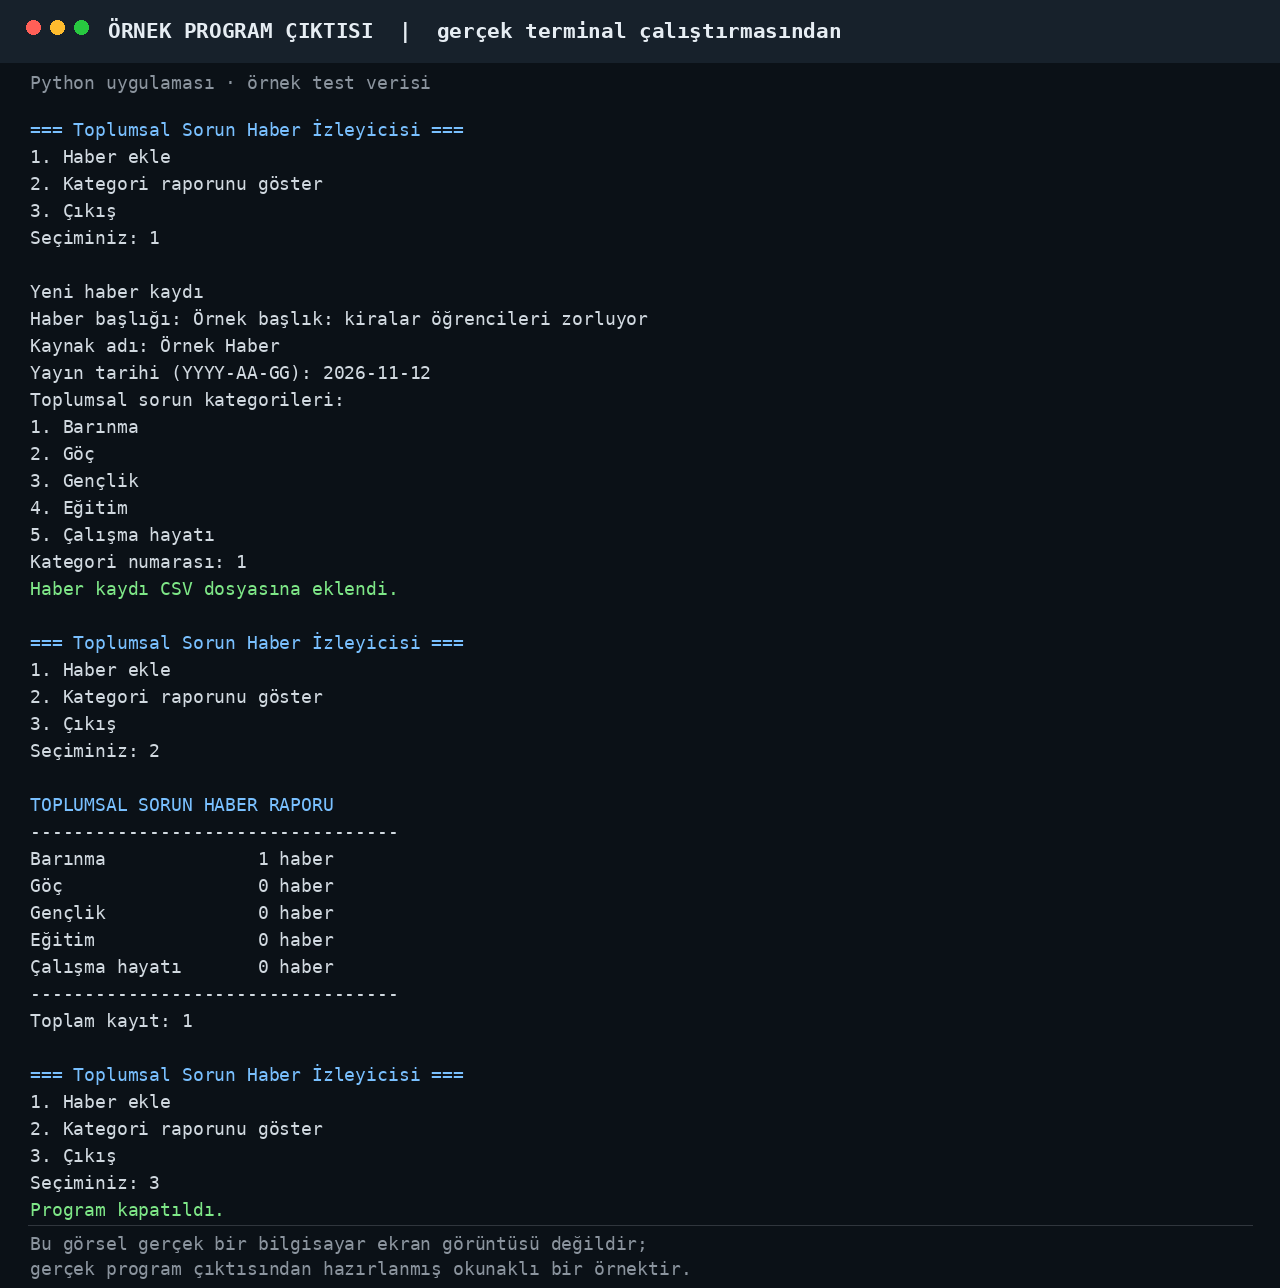 ÖRNEK PROGRAM ÇIKTISI  |  gerçek terminal çalıştırmasından
Python uygulaması · örnek test verisi
=== Toplumsal Sorun Haber İzleyicisi ===
1. Haber ekle
2. Kategori raporunu göster
3. Çıkış
Seçiminiz: 1
Yeni haber kaydı
Haber başlığı: Örnek başlık: kiralar öğrencileri zorluyor
Kaynak adı: Örnek Haber
Yayın tarihi (YYYY-AA-GG): 2026-11-12
Toplumsal sorun kategorileri:
1. Barınma
2. Göç
3. Gençlik
4. Eğitim
5. Çalışma hayatı
Kategori numarası: 1
Haber kaydı CSV dosyasına eklendi.
=== Toplumsal Sorun Haber İzleyicisi ===
1. Haber ekle
2. Kategori raporunu göster
3. Çıkış
Seçiminiz: 2
TOPLUMSAL SORUN HABER RAPORU
----------------------------------
Barınma              1 haber
Göç                  0 haber
Gençlik              0 haber
Eğitim               0 haber
Çalışma hayatı       0 haber
----------------------------------
Toplam kayıt: 1
=== Toplumsal Sorun Haber İzleyicisi ===
1. Haber ekle
2. Kategori raporunu göster
3. Çıkış
Seçiminiz: 3
Program kapatıldı.
Bu görsel gerçek bir bilgisayar ekran görüntüsü değildir;
gerçek program çıktısından hazırlanmış okunaklı bir örnektir.